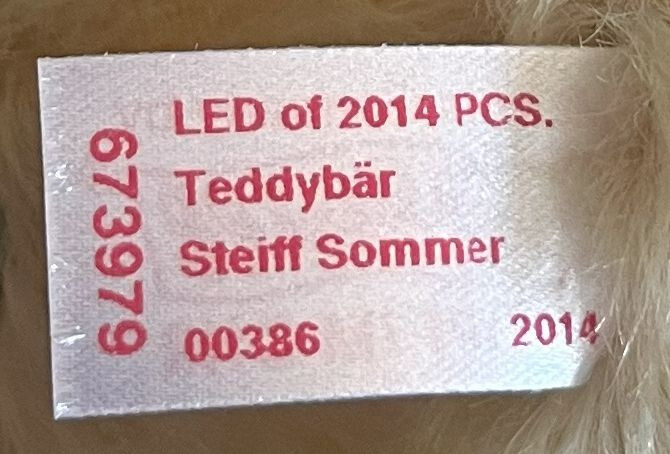 673979
LED of 2014 PCS.
Teddybär
Steiff Sommer
00386 2014